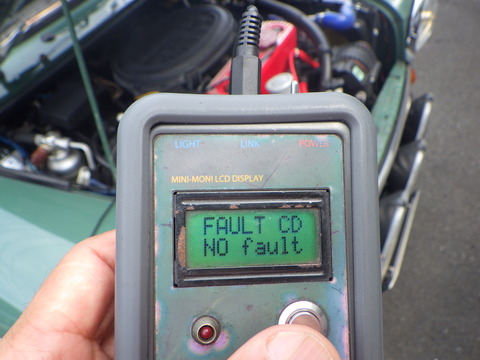 LIGHT LINK POWER
MINI-MONI LCD DISPLAY
FAULT CD
NO fault